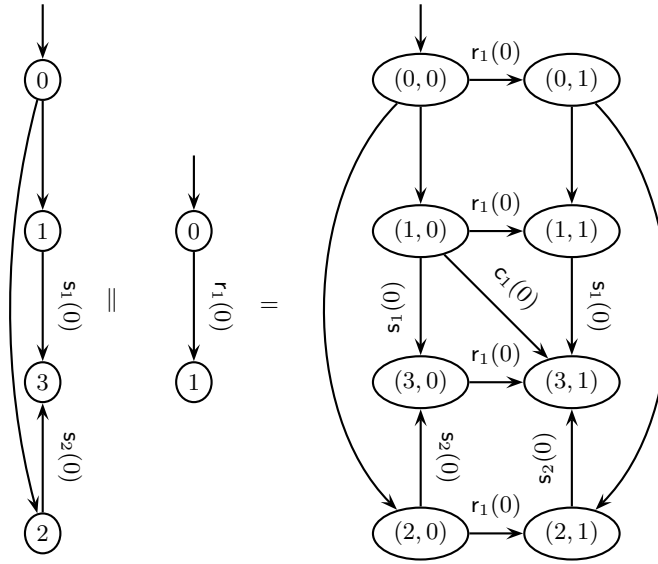 0
1
s₁(0)
3
s₂(0)
2
∥
0
r₁(0)
1
=
(0, 0)
r₁(0)
(0, 1)
(1, 0)
r₁(0)
(1, 1)
s₁(0)
c₁(0)
s₁(0)
(3, 0)
r₁(0)
(3, 1)
s₂(0)
s₂(0)
(2, 0)
r₁(0)
(2, 1)